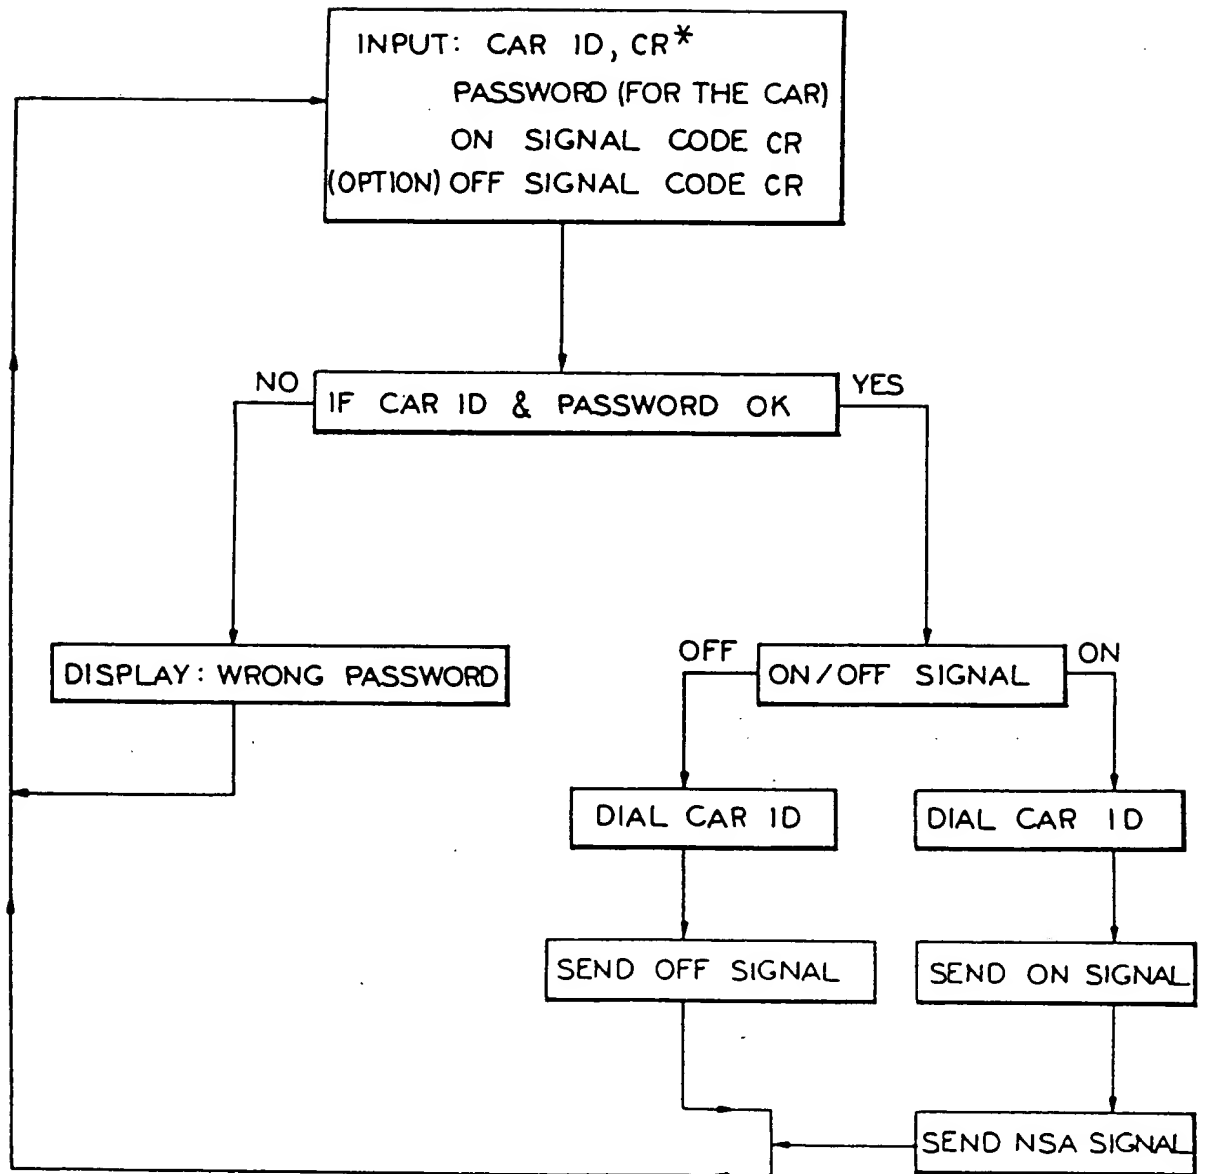 INPUT: CAR ID, CR*
PASSWORD (FOR THE CAR)
ON SIGNAL CODE CR
(OPTION) OFF SIGNAL CODE CR
NO
IF CAR ID & PASSWORD OK
YES
DISPLAY: WRONG PASSWORD
OFF
ON/OFF SIGNAL
ON
DIAL CAR ID
DIAL CAR ID
SEND OFF SIGNAL
SEND ON SIGNAL
SEND NSA SIGNAL